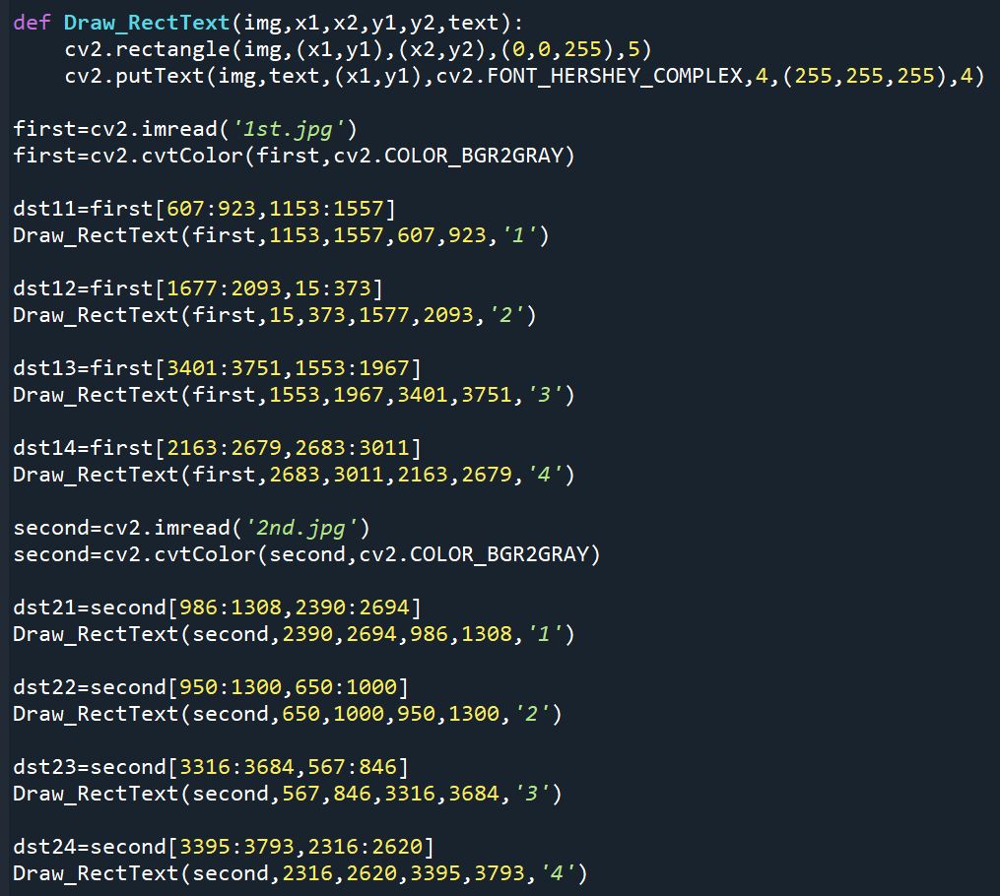 def Draw_RectText(img,x1,x2,y1,y2,text):
    cv2.rectangle(img,(x1,y1),(x2,y2),(0,0,255),5)
    cv2.putText(img,text,(x1,y1),cv2.FONT_HERSHEY_COMPLEX,4,(255,255,255),4)
first=cv2.imread('1st.jpg')
first=cv2.cvtColor(first,cv2.COLOR_BGR2GRAY)
dst11=first[607:923,1153:1557]
Draw_RectText(first,1153,1557,607,923,'1')
dst12=first[1677:2093,15:373]
Draw_RectText(first,15,373,1577,2093,'2')
dst13=first[3401:3751,1553:1967]
Draw_RectText(first,1553,1967,3401,3751,'3')
dst14=first[2163:2679,2683:3011]
Draw_RectText(first,2683,3011,2163,2679,'4')
second=cv2.imread('2nd.jpg')
second=cv2.cvtColor(second,cv2.COLOR_BGR2GRAY)
dst21=second[986:1308,2390:2694]
Draw_RectText(second,2390,2694,986,1308,'1')
dst22=second[950:1300,650:1000]
Draw_RectText(second,650,1000,950,1300,'2')
dst23=second[3316:3684,567:846]
Draw_RectText(second,567,846,3316,3684,'3')
dst24=second[3395:3793,2316:2620]
Draw_RectText(second,2316,2620,3395,3793,'4')